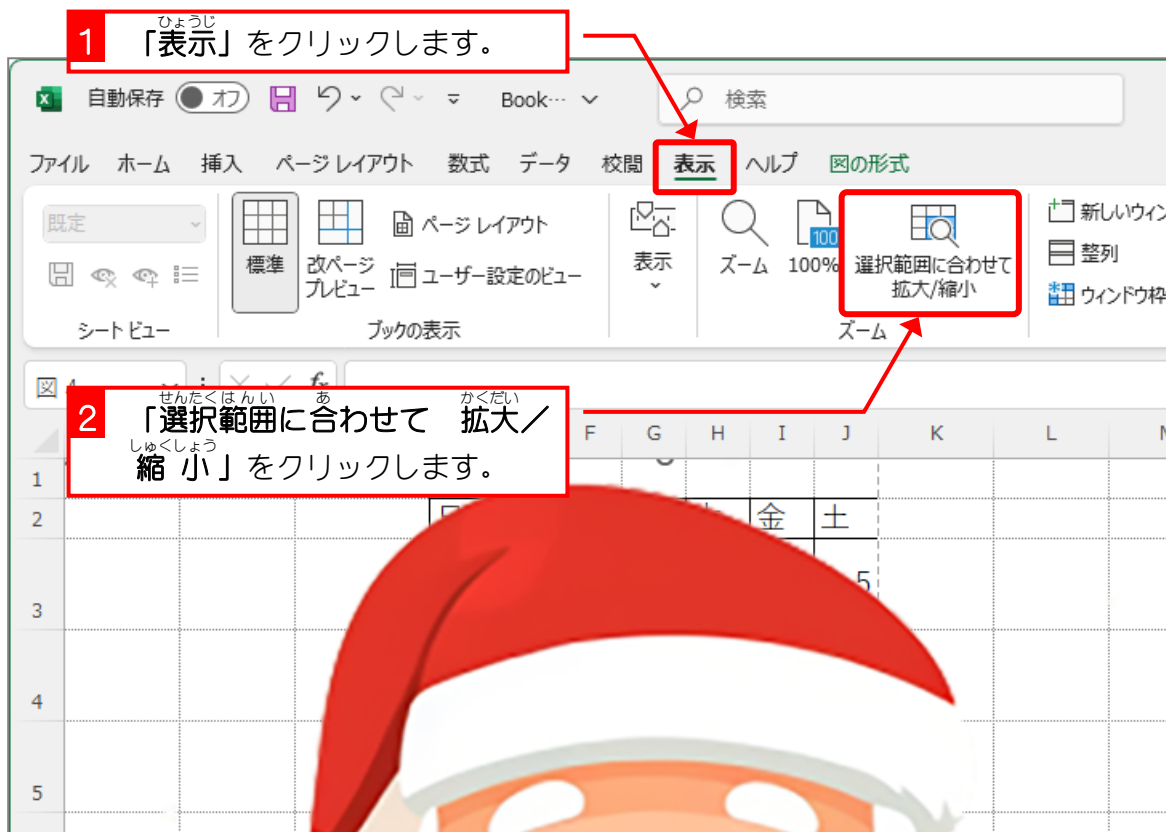 1 「表示」をクリックします。
ひょうじ
自動保存 オフ Book… 検索
ファイル ホーム 挿入 ページ レイアウト 数式 データ 校閲 表示 ヘルプ 図の形式
既定
標準
改ページ
プレビュー
ページ レイアウト
ユーザー設定のビュー
表示
ズーム
100
100%
選択範囲に合わせて
拡大/縮小
新しいウィン
整列
ウィンドウ枠
シート ビュー ブックの表示 ズーム
図 fx
せんたくはんい あ かくだい
2 「選択範囲に合わせて 拡大/
しゅくしょう
縮 小」をクリックします。
F G H I J K L
1
2 金 土
5
3
4
5